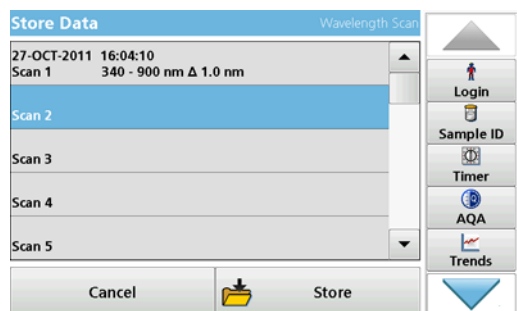 Store Data
Wavelength Scan
27-OCT-2011 16:04:10
Scan 1 340 - 900 nm Δ 1.0 nm
Scan 2
Scan 3
Scan 4
Scan 5
Cancel
Store
Login
Sample ID
Timer
AQA
Trends